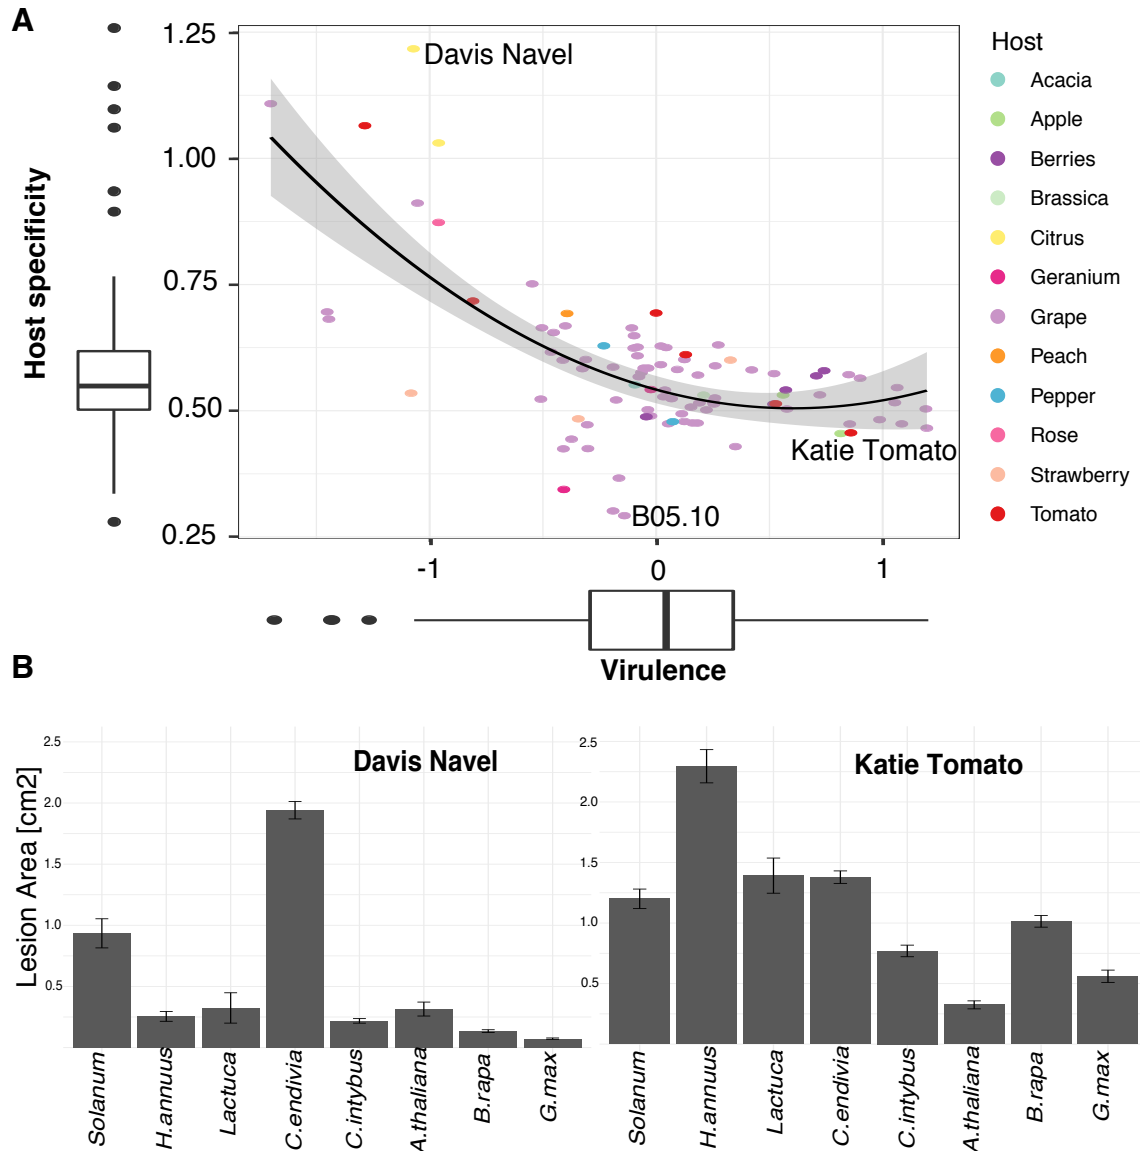 A
Host specificity
1.25
1.00
0.75
0.50
0.25
Davis Navel
Katie Tomato
B05.10
-1
0
1
Virulence
Host
Acacia
Apple
Berries
Brassica
Citrus
Geranium
Grape
Peach
Pepper
Rose
Strawberry
Tomato
B
Lesion Area [cm2]
Davis Navel
2.5
2.0
1.5
1.0
0.5
Solanum
H.annuus
Lactuca
C.endivia
C.intybus
A.thaliana
B.rapa
G.max
Katie Tomato
2.5
2.0
1.5
1.0
0.5
Solanum
H.annuus
Lactuca
C.endivia
C.intybus
A.thaliana
B.rapa
G.max